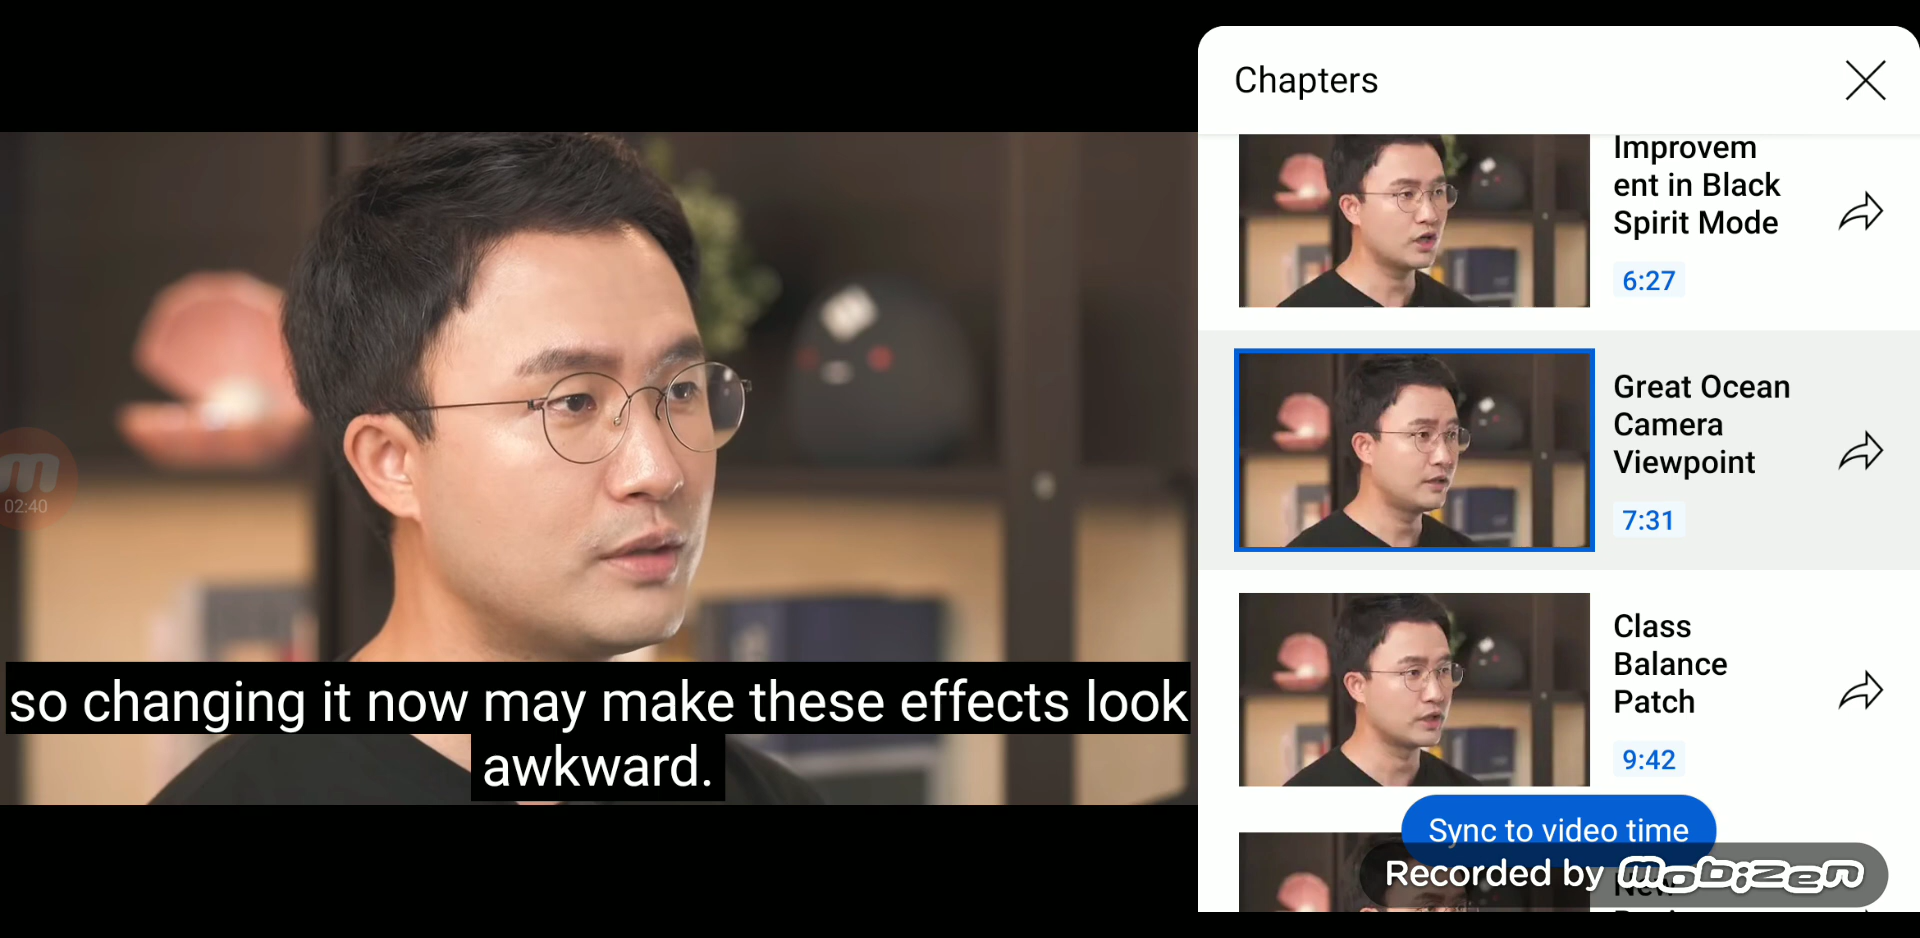 Chapters
Improvem
ent in Black
Spirit Mode
6:27
Great Ocean
Camera
Viewpoint
7:31
Class
Balance
Patch
9:42
Sync to video time
Recorded by mobizen
New
02:40
so changing it now may make these effects look
awkward.